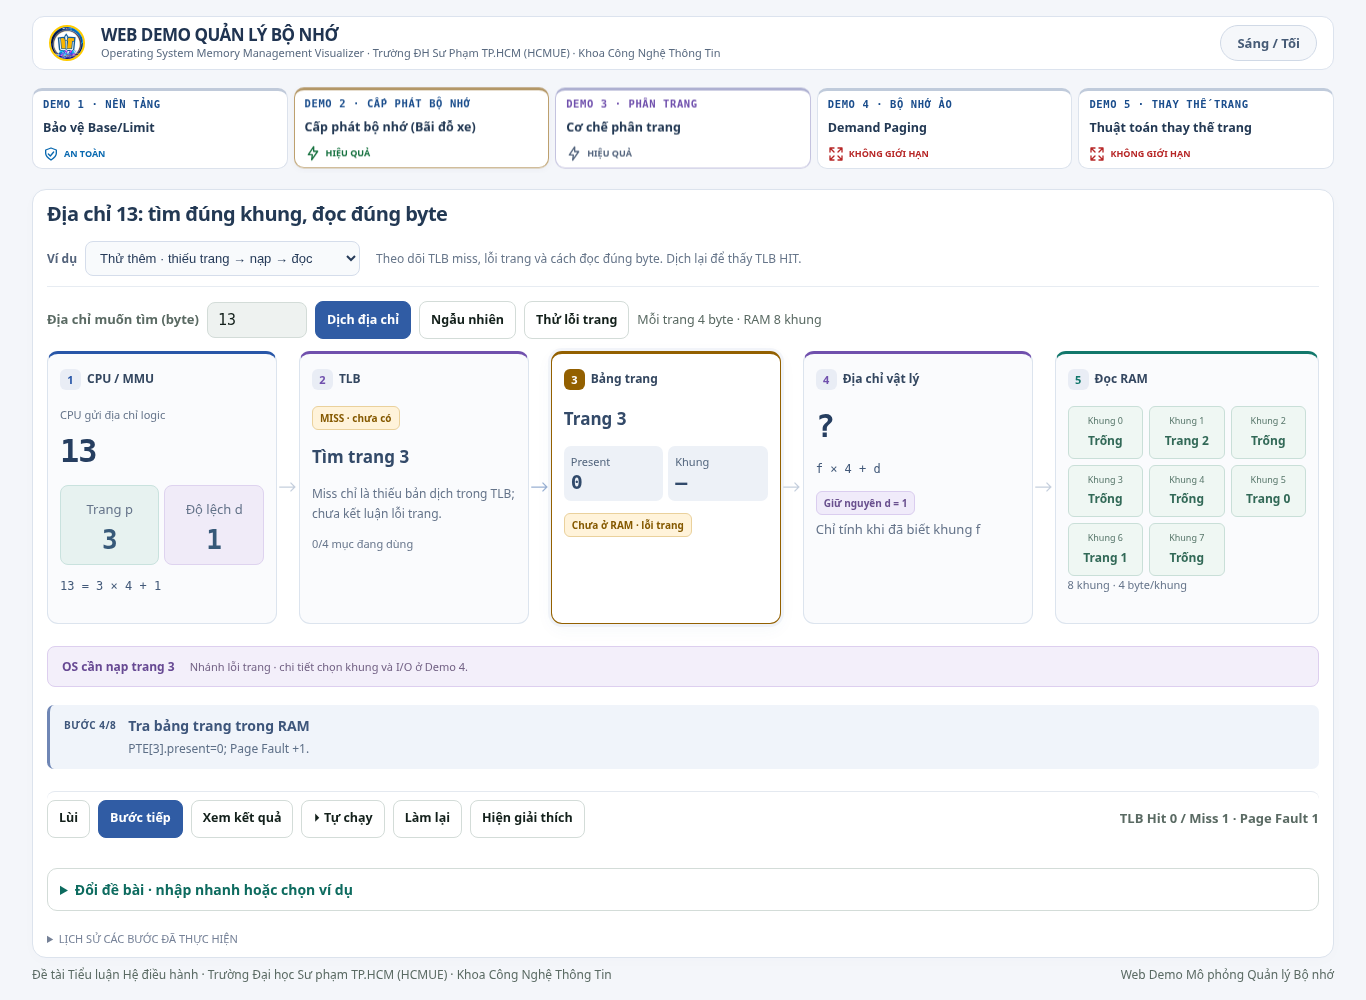 WEB DEMO QUẢN LÝ BỘ NHỚ
Operating System Memory Management Visualizer · Trường ĐH Sư Phạm TP.HCM (HCMUE) · Khoa Công Nghệ Thông Tin
Sáng / Tối
DEMO 1 · NỀN TẢNG
Bảo vệ Base/Limit
AN TOÀN
DEMO 2 · CẤP PHÁT BỘ NHỚ
Cấp phát bộ nhớ (Bãi đỗ xe)
HIỆU QUẢ
DEMO 3 · PHÂN TRANG
Cơ chế phân trang
HIỆU QUẢ
DEMO 4 · BỘ NHỚ ẢO
Demand Paging
KHÔNG GIỚI HẠN
DEMO 5 · THAY THẾ TRANG
Thuật toán thay thế trang
KHÔNG GIỚI HẠN
Địa chỉ 13: tìm đúng khung, đọc đúng byte
Ví dụ
Thử thêm · thiếu trang → nạp → đọc
Theo dõi TLB miss, lỗi trang và cách đọc đúng byte. Dịch lại để thấy TLB HIT.
Địa chỉ muốn tìm (byte)
13
Dịch địa chỉ
Ngẫu nhiên
Thử lỗi trang
Mỗi trang 4 byte · RAM 8 khung
1 CPU / MMU
CPU gửi địa chỉ logic
13
Trang p
3
Độ lệch d
1
13 = 3 × 4 + 1
→
2 TLB
MISS · chưa có
Tìm trang 3
Miss chỉ là thiếu bản dịch trong TLB;
chưa kết luận lỗi trang.
0/4 mục đang dùng
→
3 Bảng trang
Trang 3
Present
0
Khung
—
Chưa ở RAM · lỗi trang
→
4 Địa chỉ vật lý
?
f × 4 + d
Giữ nguyên d = 1
Chỉ tính khi đã biết khung f
→
5 Đọc RAM
Khung 0
Trống
Khung 1
Trang 2
Khung 2
Trống
Khung 3
Trống
Khung 4
Trống
Khung 5
Trang 0
Khung 6
Trang 1
Khung 7
Trống
8 khung · 4 byte/khung
OS cần nạp trang 3 Nhánh lỗi trang · chi tiết chọn khung và I/O ở Demo 4.
BƯỚC 4/8
Tra bảng trang trong RAM
PTE[3].present=0; Page Fault +1.
Lùi
Bước tiếp
Xem kết quả
Tự chạy
Làm lại
Hiện giải thích
TLB Hit 0 / Miss 1 · Page Fault 1
Đổi đề bài · nhập nhanh hoặc chọn ví dụ
LỊCH SỬ CÁC BƯỚC ĐÃ THỰC HIỆN
Đề tài Tiểu luận Hệ điều hành · Trường Đại học Sư phạm TP.HCM (HCMUE) · Khoa Công Nghệ Thông Tin
Web Demo Mô phỏng Quản lý Bộ nhớ